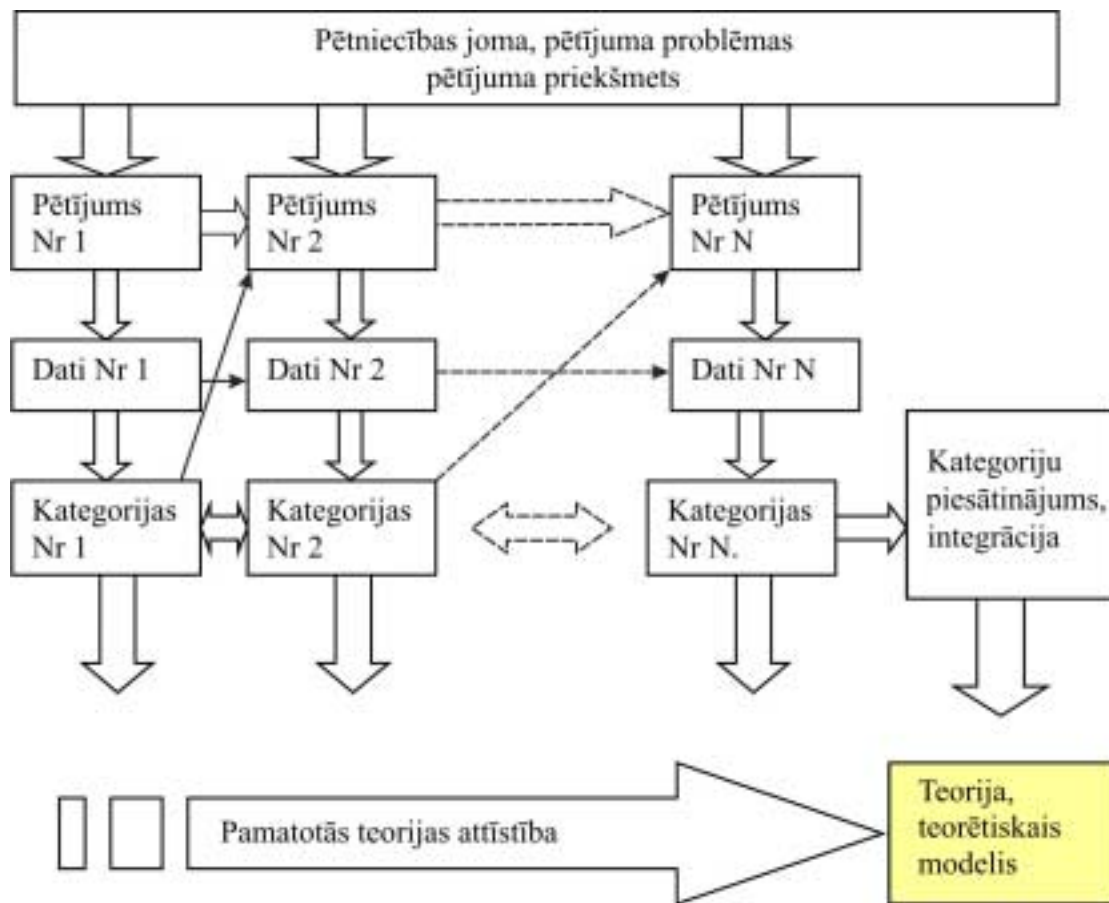 Pētniecības joma, pētījuma problēmas
pētījuma priekšmets
Pētījums
Nr 1
Pētījums
Nr 2
Pētījums
Nr N
Dati Nr 1
Dati Nr 2
Dati Nr N
Kategorijas
Nr 1
Kategorijas
Nr 2
Kategorijas
Nr N.
Kategoriju
piesātinājums,
integrācija
Pamatotās teorijas attīstība
Teorija,
teorētiskais
modelis